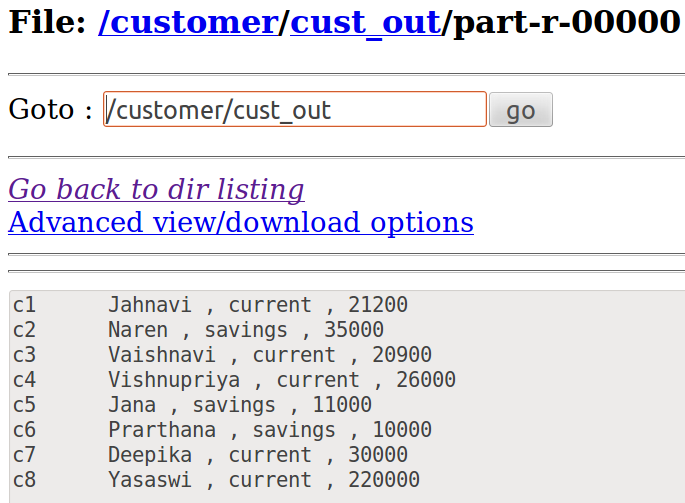 File: /customer/cust_out/part-r-00000
Goto : /customer/cust_out go
Go back to dir listing
Advanced view/download options
c1 Jahnavi , current , 21200
c2 Naren , savings , 35000
c3 Vaishnavi , current , 20900
c4 Vishnupriya , current , 26000
c5 Jana , savings , 11000
c6 Prarthana , savings , 10000
c7 Deepika , current , 30000
c8 Yasaswi , current , 220000